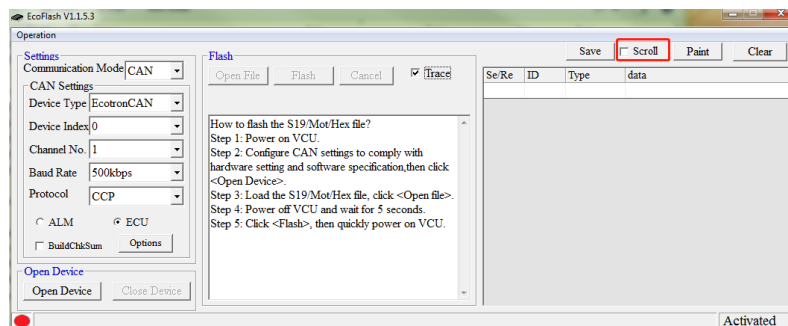 EcoFlash V1.1.5.3
Operation
Settings
Communication Mode CAN
CAN Settings
Device Type EcotronCAN
Device Index 0
Channel No. 1
Baud Rate 500kbps
Protocol CCP
ALM ECU
BuildChkSum Options
Open Device
Open Device Close Device
Flash
Open File Flash Cancel Trace
How to flash the S19/Mot/Hex file?
Step 1: Power on VCU.
Step 2: Configure CAN settings to comply with
hardware setting and software specification,then click
<Open Device>.
Step 3: Load the S19/Mot/Hex file, click <Open file>.
Step 4: Power off VCU and wait for 5 seconds.
Step 5: Click <Flash>, then quickly power on VCU.
Save Scroll Paint Clear
Se/Re ID Type data
Activated